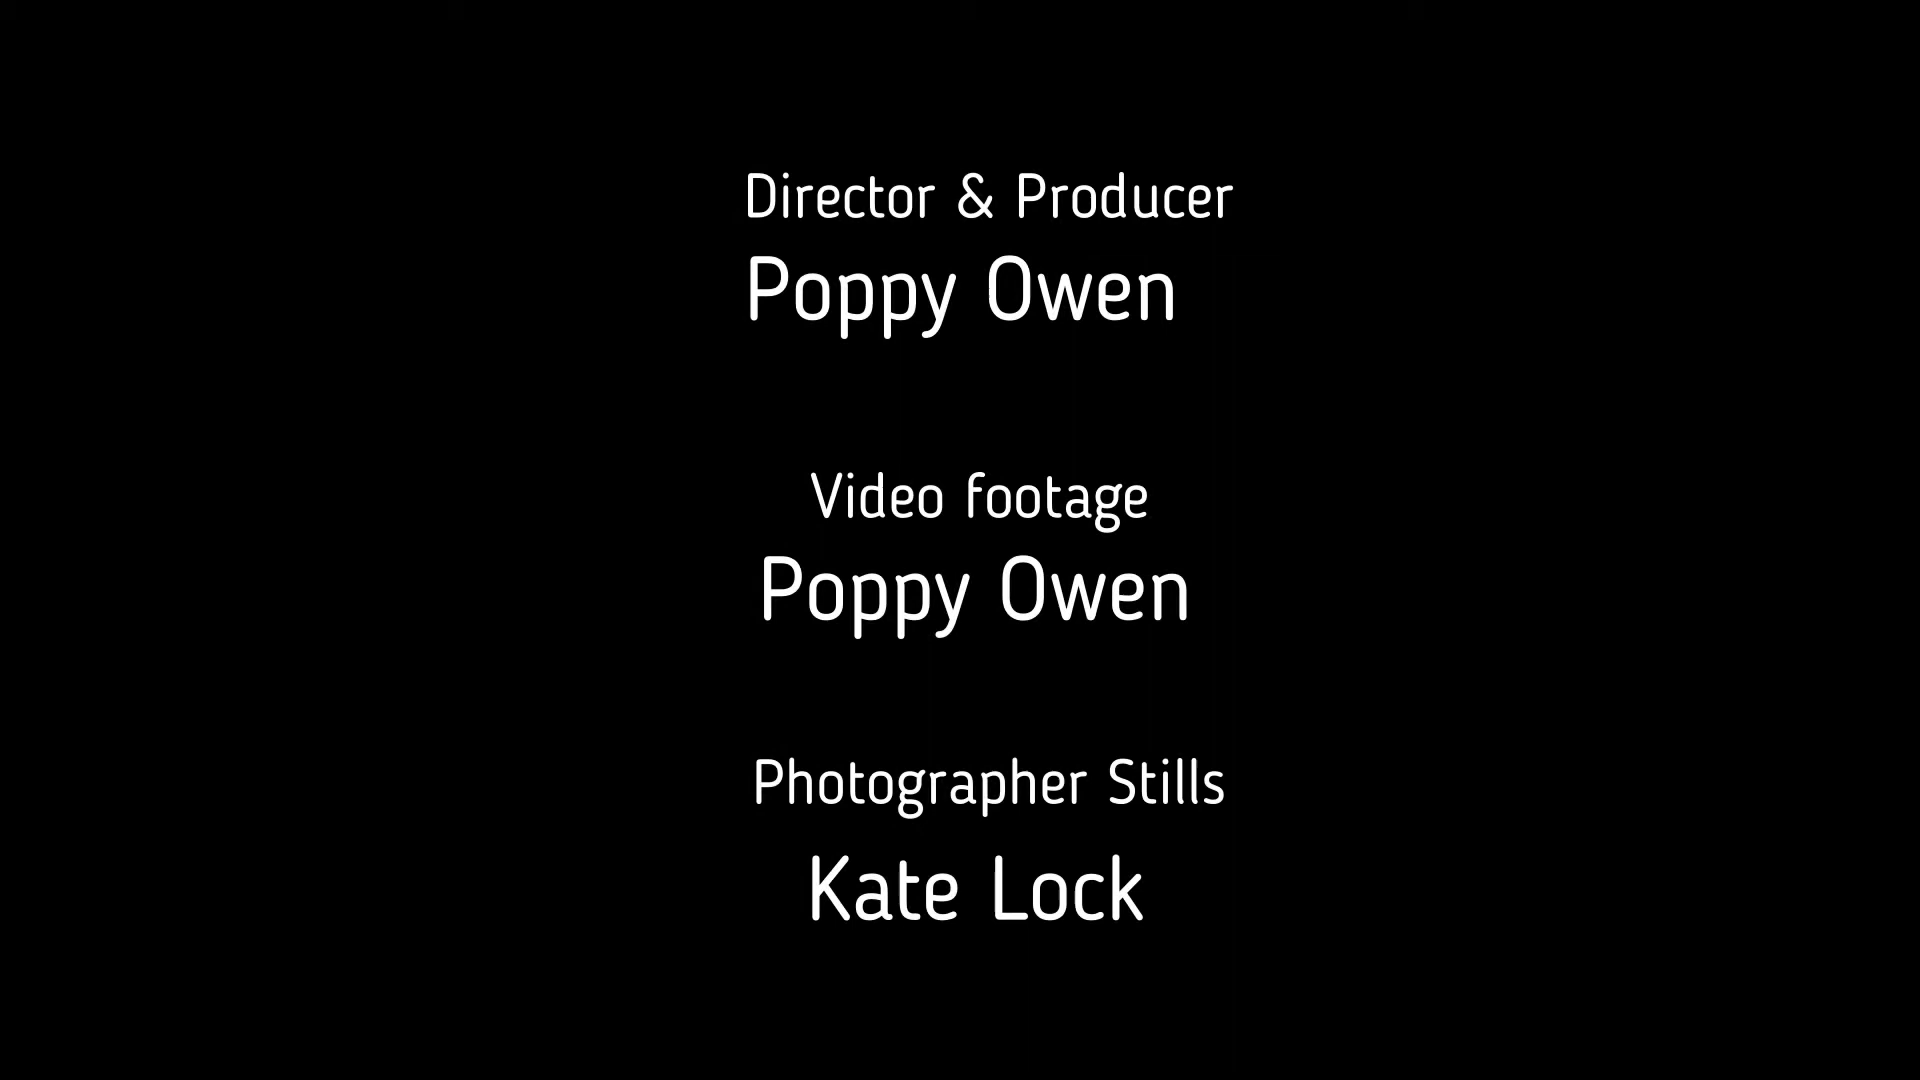 Director & Producer
Poppy Owen
Video footage
Poppy Owen
Photographer Stills
Kate Lock